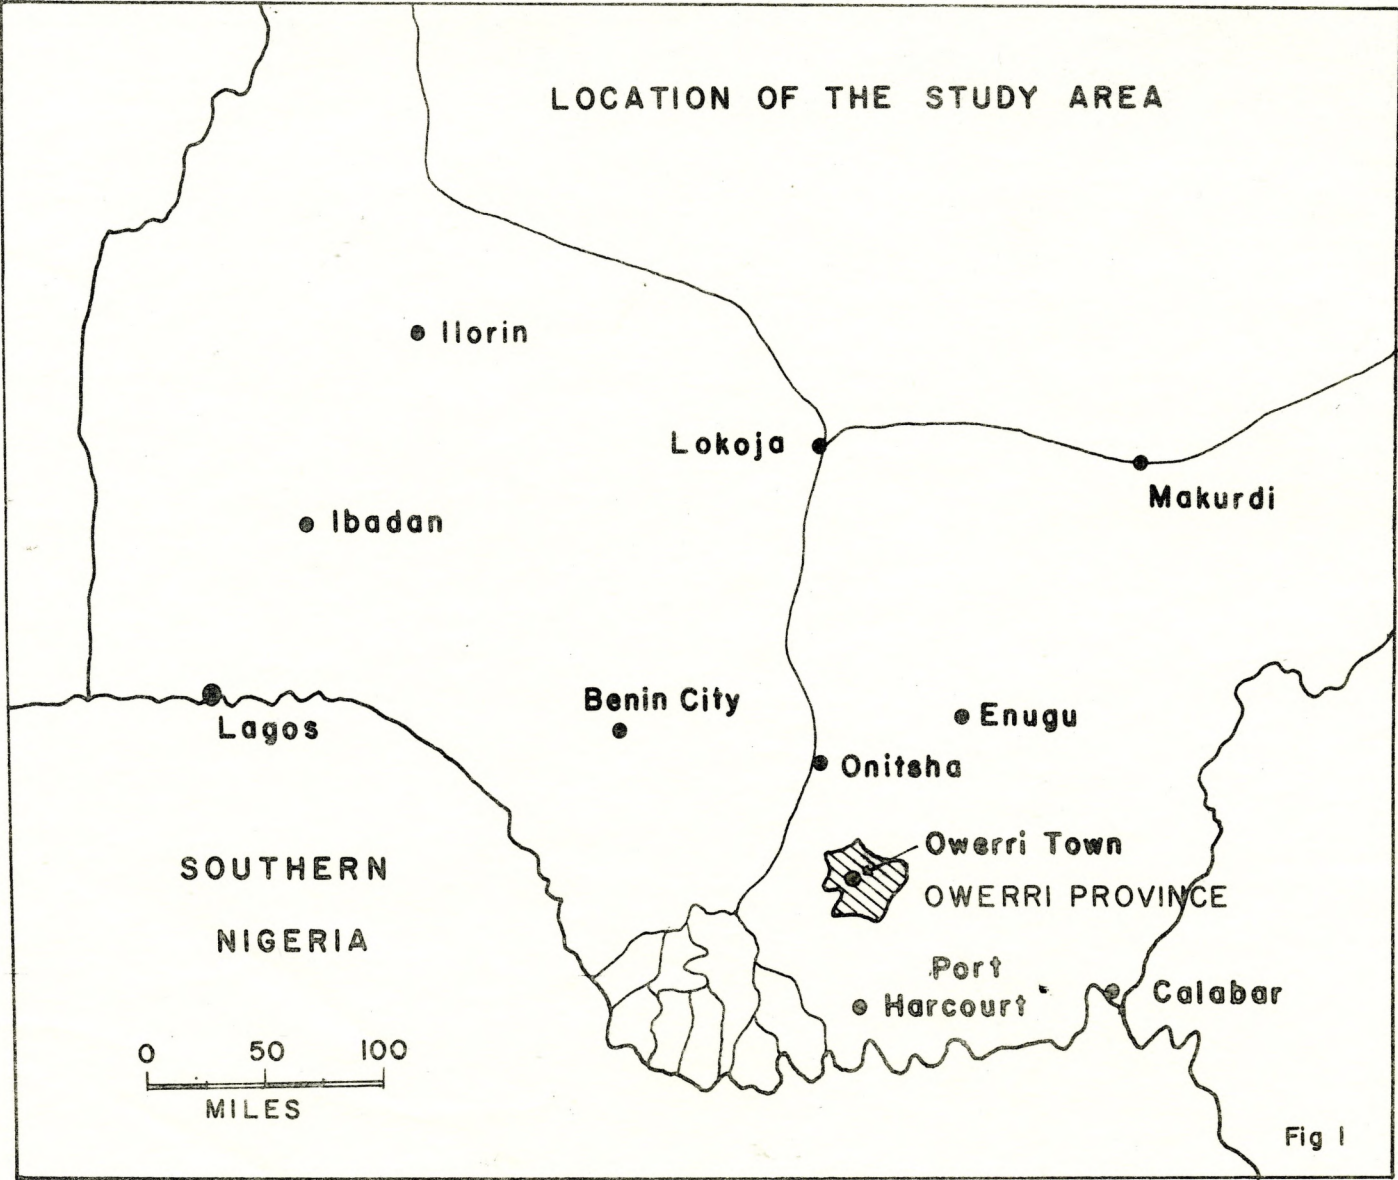 LOCATION OF THE STUDY AREA
Ilorin
Lokoja
Makurdi
Ibadan
Benin City
Lagos
Enugu
Onitsha
Owerri Town
OWERRI PROVINCE
SOUTHERN
NIGERIA
Port
Harcourt
Calabar
0 50 100
MILES
Fig 1